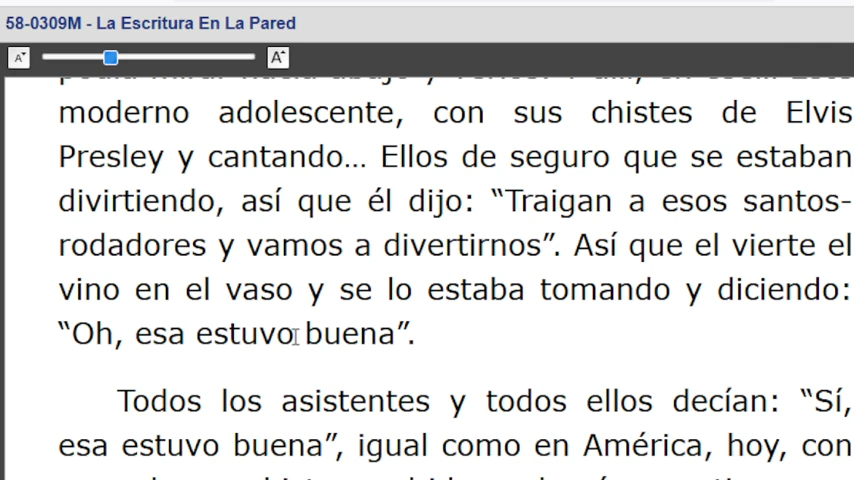 58-0309M - La Escritura En La Pared
A
A
moderno adolescente, con sus chistes de Elvis
Presley y cantando... Ellos de seguro que se estaban
divirtiendo, así que él dijo: “Traigan a esos santos-
rodadores y vamos a divertirnos”. Así que el vierte el
vino en el vaso y se lo estaba tomando y diciendo:
“Oh, esa estuvo buena”.
Todos los asistentes y todos ellos decían: “Sí,
esa estuvo buena”, igual como en América, hoy, con